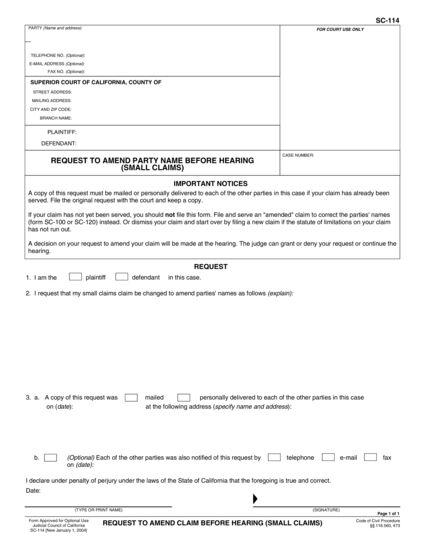 SC-114
PARTY (Name and address):
FOR COURT USE ONLY
TELEPHONE NO. (Optional):
E-MAIL ADDRESS (Optional):
FAX NO. (Optional):
SUPERIOR COURT OF CALIFORNIA, COUNTY OF
STREET ADDRESS:
MAILING ADDRESS:
CITY AND ZIP CODE:
BRANCH NAME:
PLAINTIFF:
DEFENDANT:
REQUEST TO AMEND PARTY NAME BEFORE HEARING
(SMALL CLAIMS)
CASE NUMBER:
IMPORTANT NOTICES
A copy of this request must be mailed or personally delivered to each of the other parties in this case if your claim has already been
served. File the original request with the court and keep a copy.
If your claim has not yet been served, you should not file this form. File and serve an "amended" claim to correct the parties' names
(form SC-100 or SC-120) instead. Or dismiss your claim and start over by filing a new claim if the statute of limitations on your claim
has not run out.
A decision on your request to amend your claim will be made at the hearing. The judge can grant or deny your request or continue the
hearing.
REQUEST
1. I am the plaintiff defendant in this case.
2. I request that my small claims claim be changed to amend parties' names as follows (explain):
3. a. A copy of this request was mailed personally delivered to each of the other parties in this case
on (date): at the following address (specify name and address):
b. (Optional) Each of the other parties was also notified of this request by telephone e-mail fax
on (date):
I declare under penalty of perjury under the laws of the State of California that the foregoing is true and correct.
Date:
(TYPE OR PRINT NAME) (SIGNATURE)
Page 1 of 1
Form Approved for Optional Use
Judicial Council of California
SC-114 [New January 1, 2004]
REQUEST TO AMEND CLAIM BEFORE HEARING (SMALL CLAIMS)
Code of Civil Procedure
§§ 116.560, 473